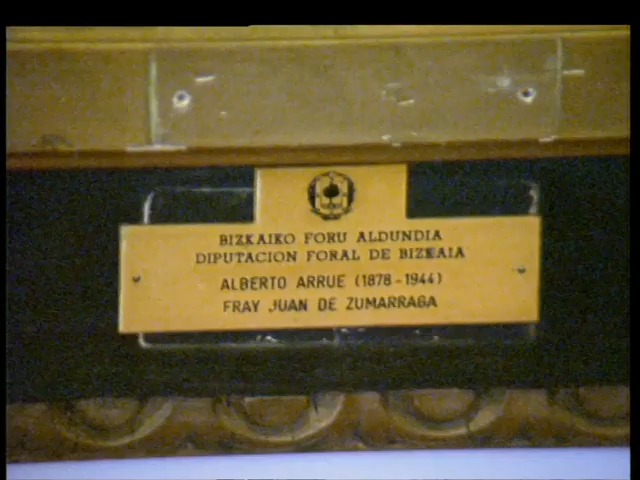 BIZKAIKO FORU ALDUNDIA
DIPUTACION FORAL DE BIZKAIA
ALBERTO ARRUE (1878-1944)
FRAY JUAN DE ZUMARRAGA